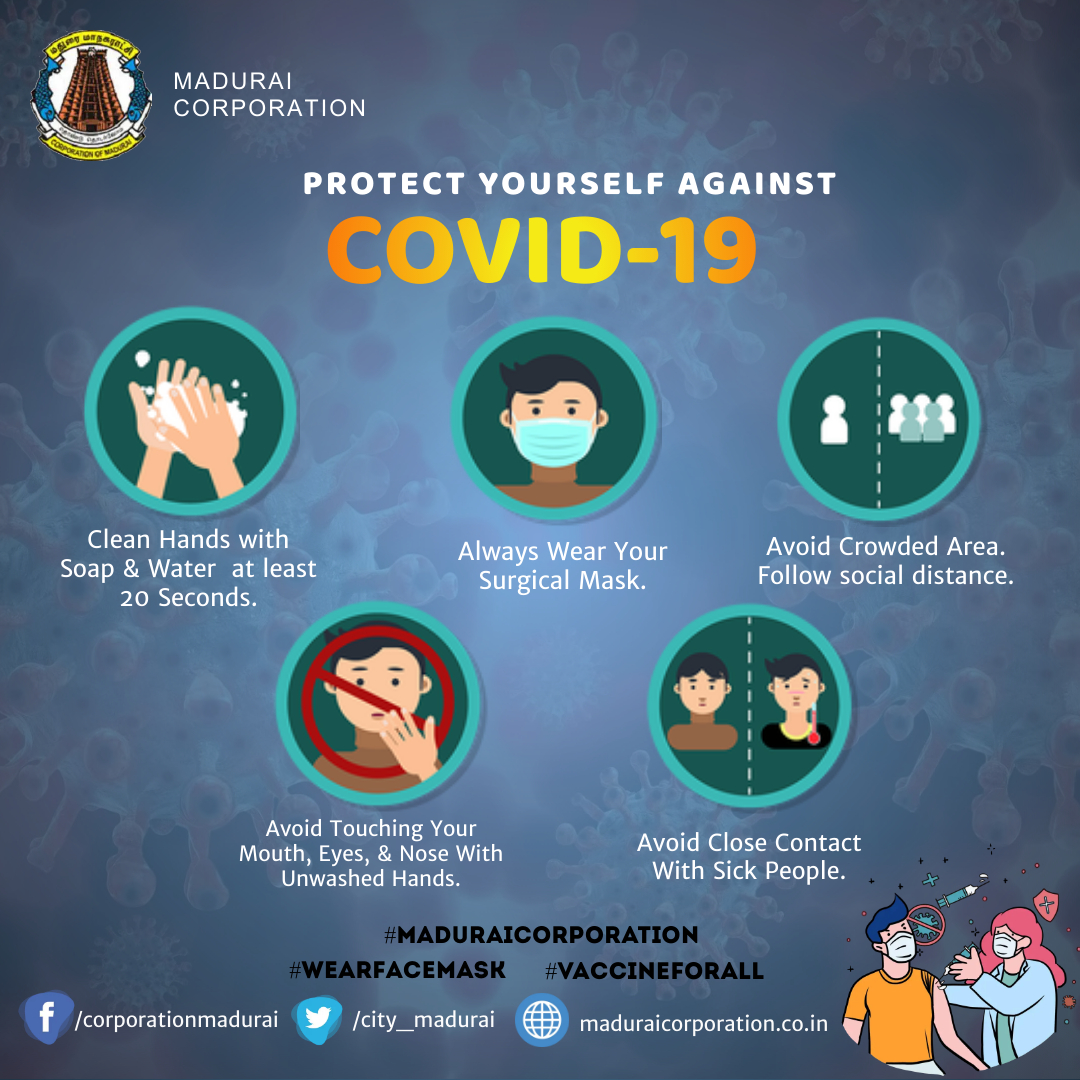 மதுரை மாநகராட்சி
CORPORATION OF MADURAI
MADURAI
CORPORATION
PROTECT YOURSELF AGAINST
COVID-19
Clean Hands with
Soap & Water at least
20 Seconds.
Always Wear Your
Surgical Mask.
Avoid Crowded Area.
Follow social distance.
Avoid Touching Your
Mouth, Eyes, & Nose With
Unwashed Hands.
Avoid Close Contact
With Sick People.
#MADURAICORPORATION
#WEARFACEMASK #VACCINEFORALL
/corporationmadurai /city_madurai maduraicorporation.co.in